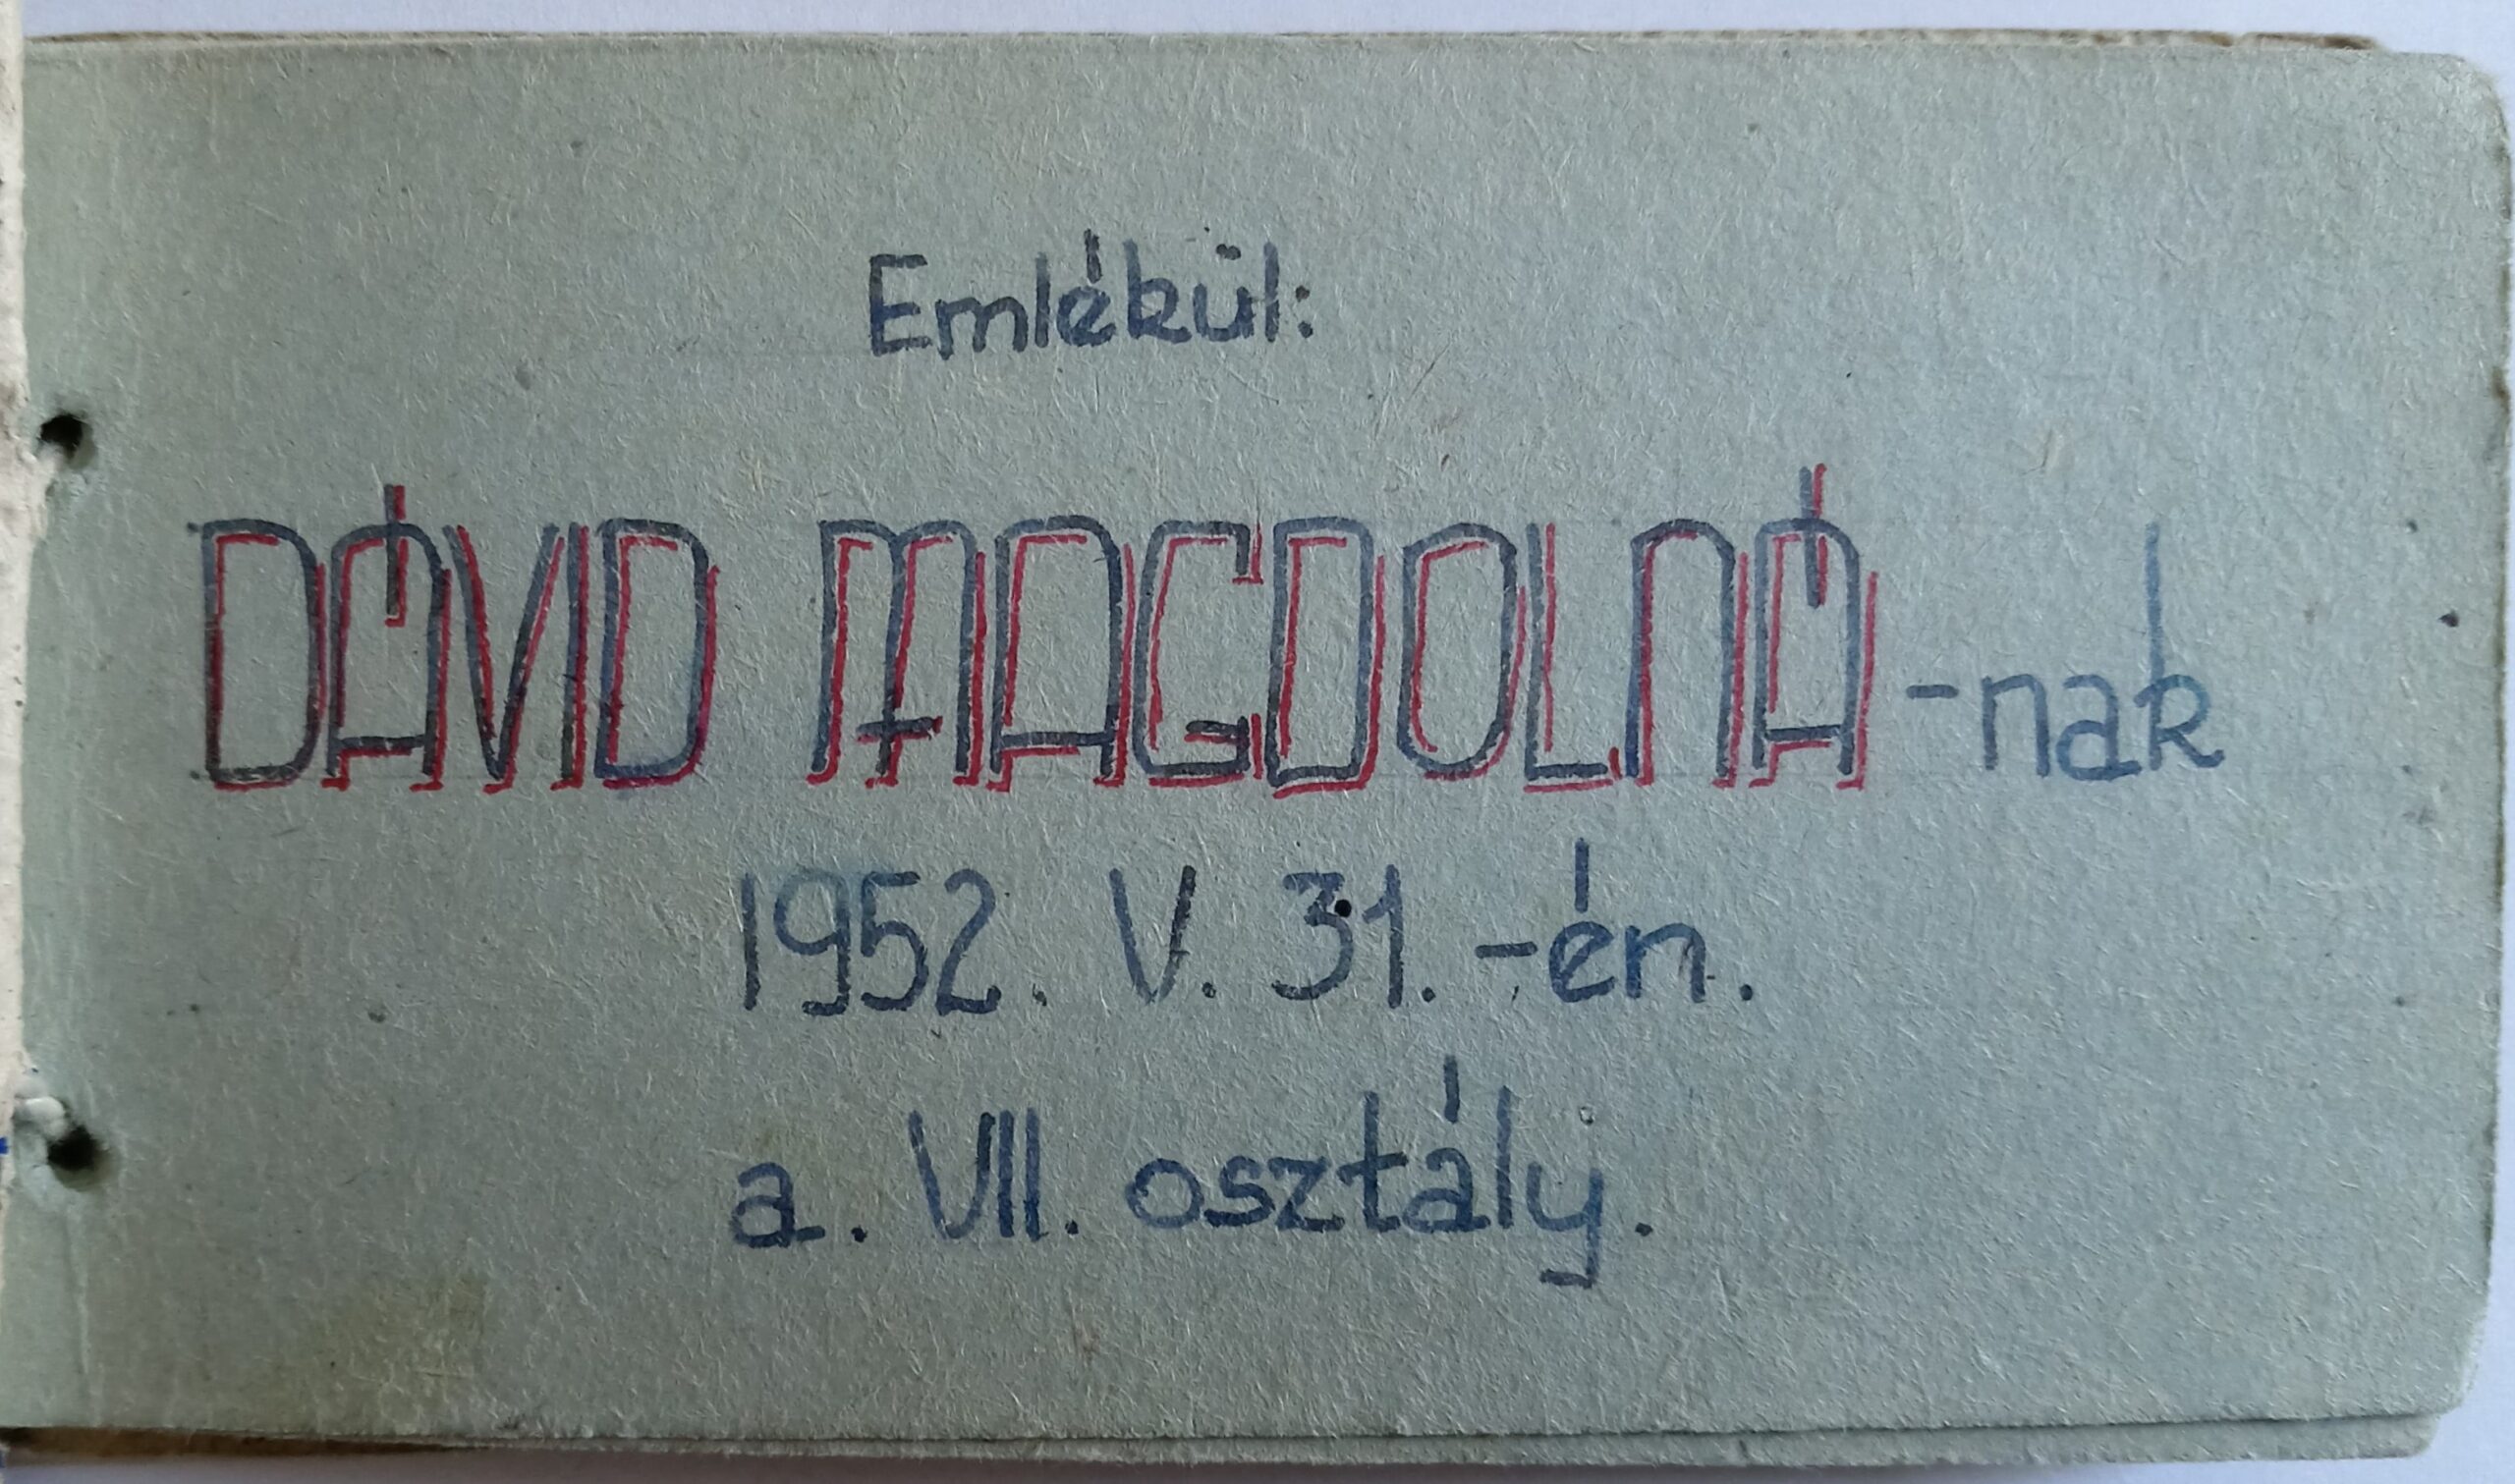 Emlékül:
DÁVID MAGDOLNÁ-nak
1952. V. 31.-én.
a. VII. osztály.